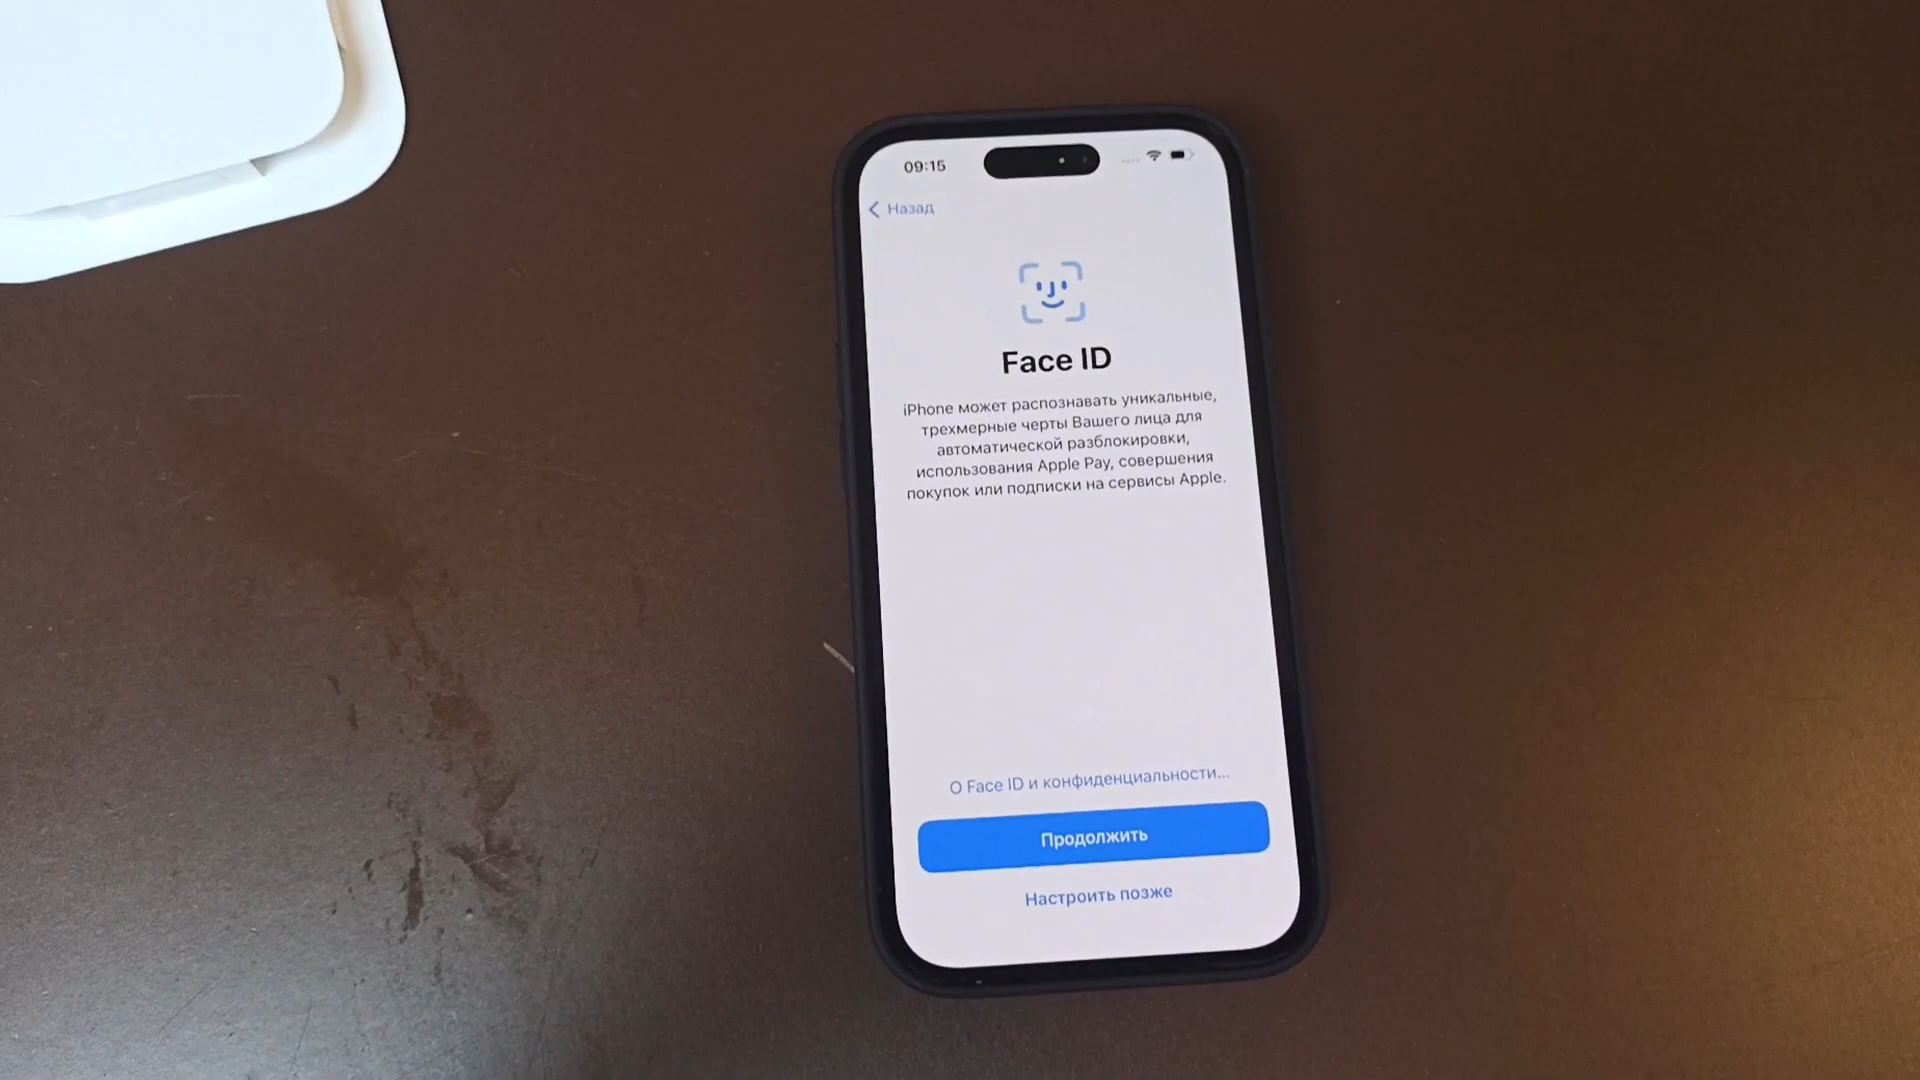 09:15
Назад
Face ID
iPhone может распознавать уникальные,
трехмерные черты Вашего лица для
автоматической разблокировки,
использования Apple Pay, совершения
покупок или подписки на сервисы Apple.
О Face ID и конфиденциальности...
Продолжить
Настроить позже